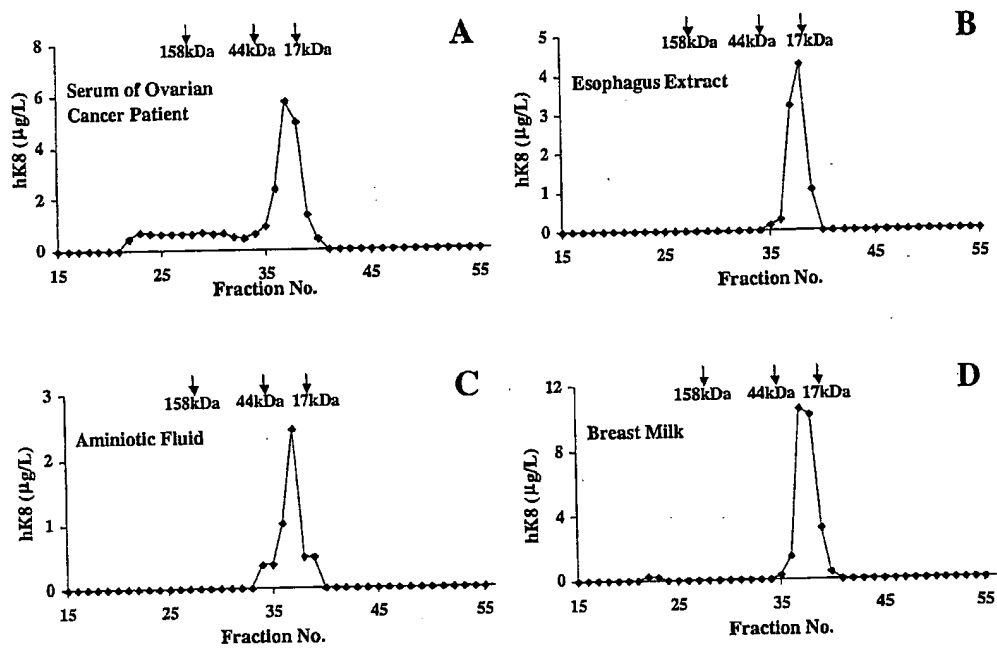 A
158kDa 44kDa 17kDa
8
6
4
2
0
hK8 (µg/L)
Serum of Ovarian
Cancer Patient
15 25 35 45 55
Fraction No.
B
158kDa 44kDa 17kDa
5
4
3
2
1
0
hK8 (µg/L)
Esophagus Extract
15 25 35 45 55
Fraction No.
C
158kDa 44kDa 17kDa
3
2
1
0
hK8 (µg/L)
Aminiotic Fluid
15 25 35 45 55
Fraction No.
D
158kDa 44kDa 17kDa
12
8
4
0
hK8 (µg/L)
Breast Milk
15 25 35 45 55
Fraction No.